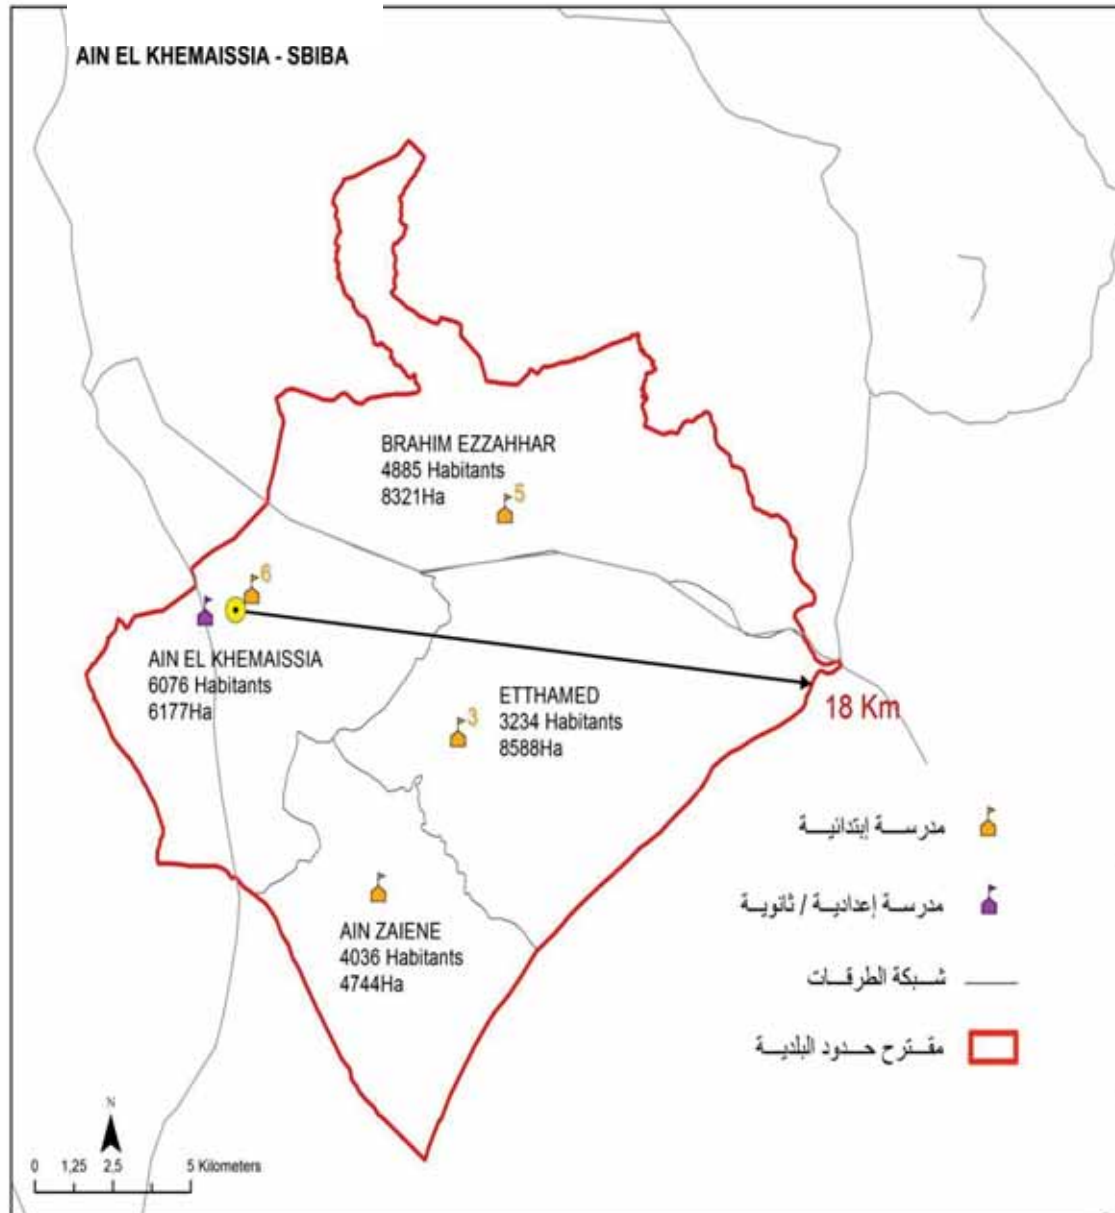 AIN EL KHEMAISSIA - SBIBA
BRAHIM EZZAHHAR
4885 Habitants
8321Ha
5
6
AIN EL KHEMAISSIA
6076 Habitants
6177Ha
ETTHAMED
3234 Habitants
8588Ha
3
18 Km
AIN ZAIENE
4036 Habitants
4744Ha
مدرســـة إبتدائيـــة
مدرســة إعداديــة / ثانويــة
شــبكة الطرقــات
مقــترح حــدود البلديــة
N
0 1,25 2,5 5 Kilometers